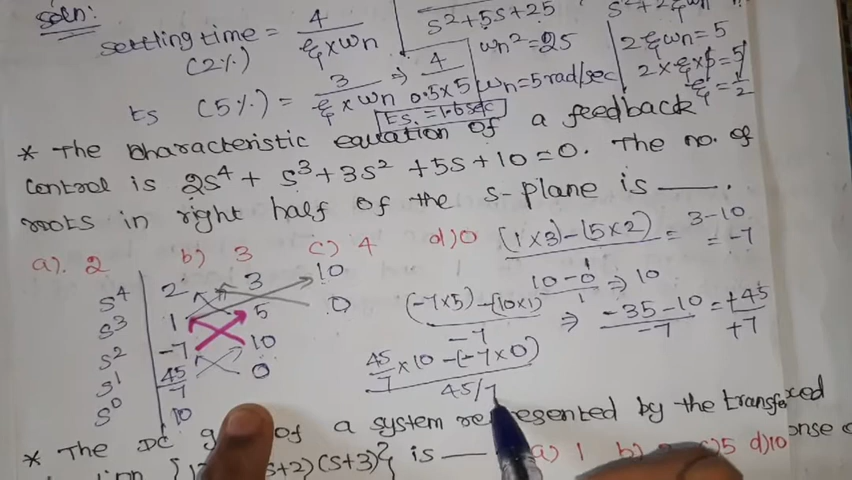 Soln:
settling time = 4 / ξ×ωn
(2%)
s²+5s+25
ωn²=25
ωn=5rad/sec
2ξωn=5
2×ξ×5=5
ξ=1/2
ts (5%) = 3 / ξ×ωn ⇒ 4 / 0.5×5
ts = 1.6sec
* The characteristic equation of a feedback
control is 2s⁴ + s³+3s² +5s+10=0. The no. of
roots in right half of the s-plane is ___.
a). 2 b) 3 c) 4 d) 0
(1×3)-(5×2) / 1 = 3-10 = -7
10-0 / 1 ⇒ 10
s⁴ 2 3 10
s³ 1 5 0
s² -7 10
s¹ 45/7 0
s⁰ 10
(-7×5)-(10×1) / -7 ⇒ -35-10 / -7 = +45 / +7
45/7 ×10 -(-7×0) / 45/7
* The DC of a system represented by the
is ___ a) 1 b) c) 5 d) 10